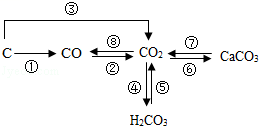 ③
⑧ ⑦
C CO CO₂ CaCO₃
① ② ⑥
④ ⑤
H₂CO₃